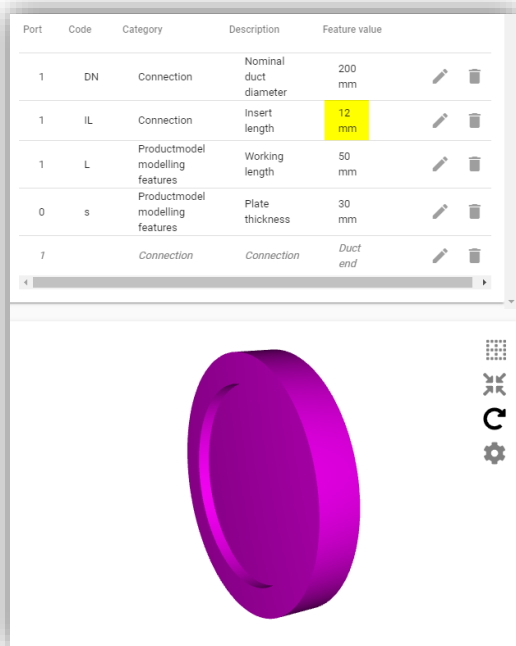 Port Code Category Description Feature value
1 DN Connection Nominal duct diameter 200 mm
1 IL Connection Insert length 12 mm
1 L Productmodel modelling features Working length 50 mm
0 s Productmodel modelling features Plate thickness 30 mm
1 Connection Connection Duct end